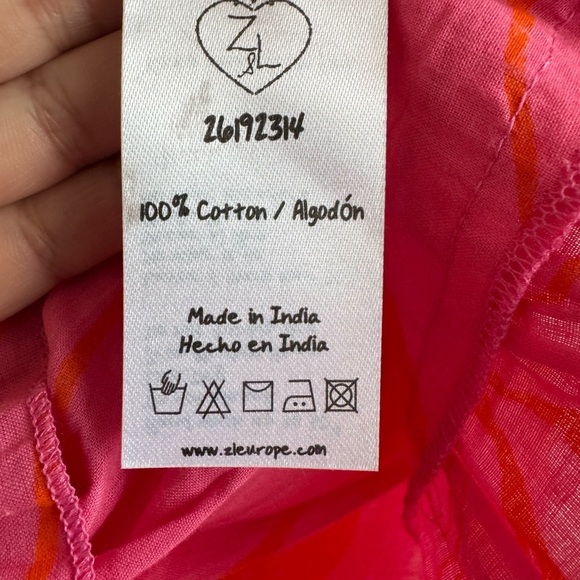 Z&L
26192314
100% Cotton / Algodón
Made in India
Hecho en India
www.zleurope.com